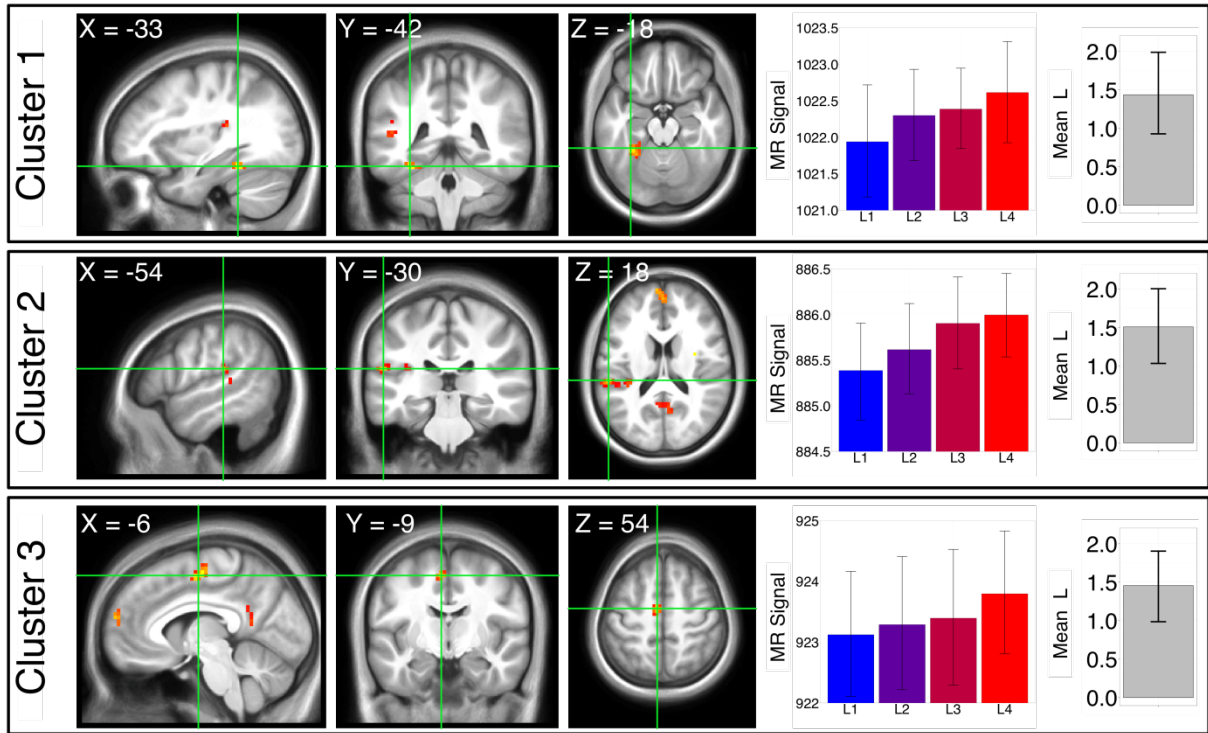 Cluster 1
X = -33
Y = -42
Z = -18
MR Signal
1023.5
1023.0
1022.5
1022.0
1021.5
1021.0
L1 L2 L3 L4
Mean L
2.0
1.5
1.0
0.5
0.0
Cluster 2
X = -54
Y = -30
Z = 18
MR Signal
886.5
886.0
885.5
885.0
884.5
L1 L2 L3 L4
Mean L
2.0
1.5
1.0
0.5
0.0
Cluster 3
X = -6
Y = -9
Z = 54
MR Signal
925
924
923
922
L1 L2 L3 L4
Mean L
2.0
1.5
1.0
0.5
0.0